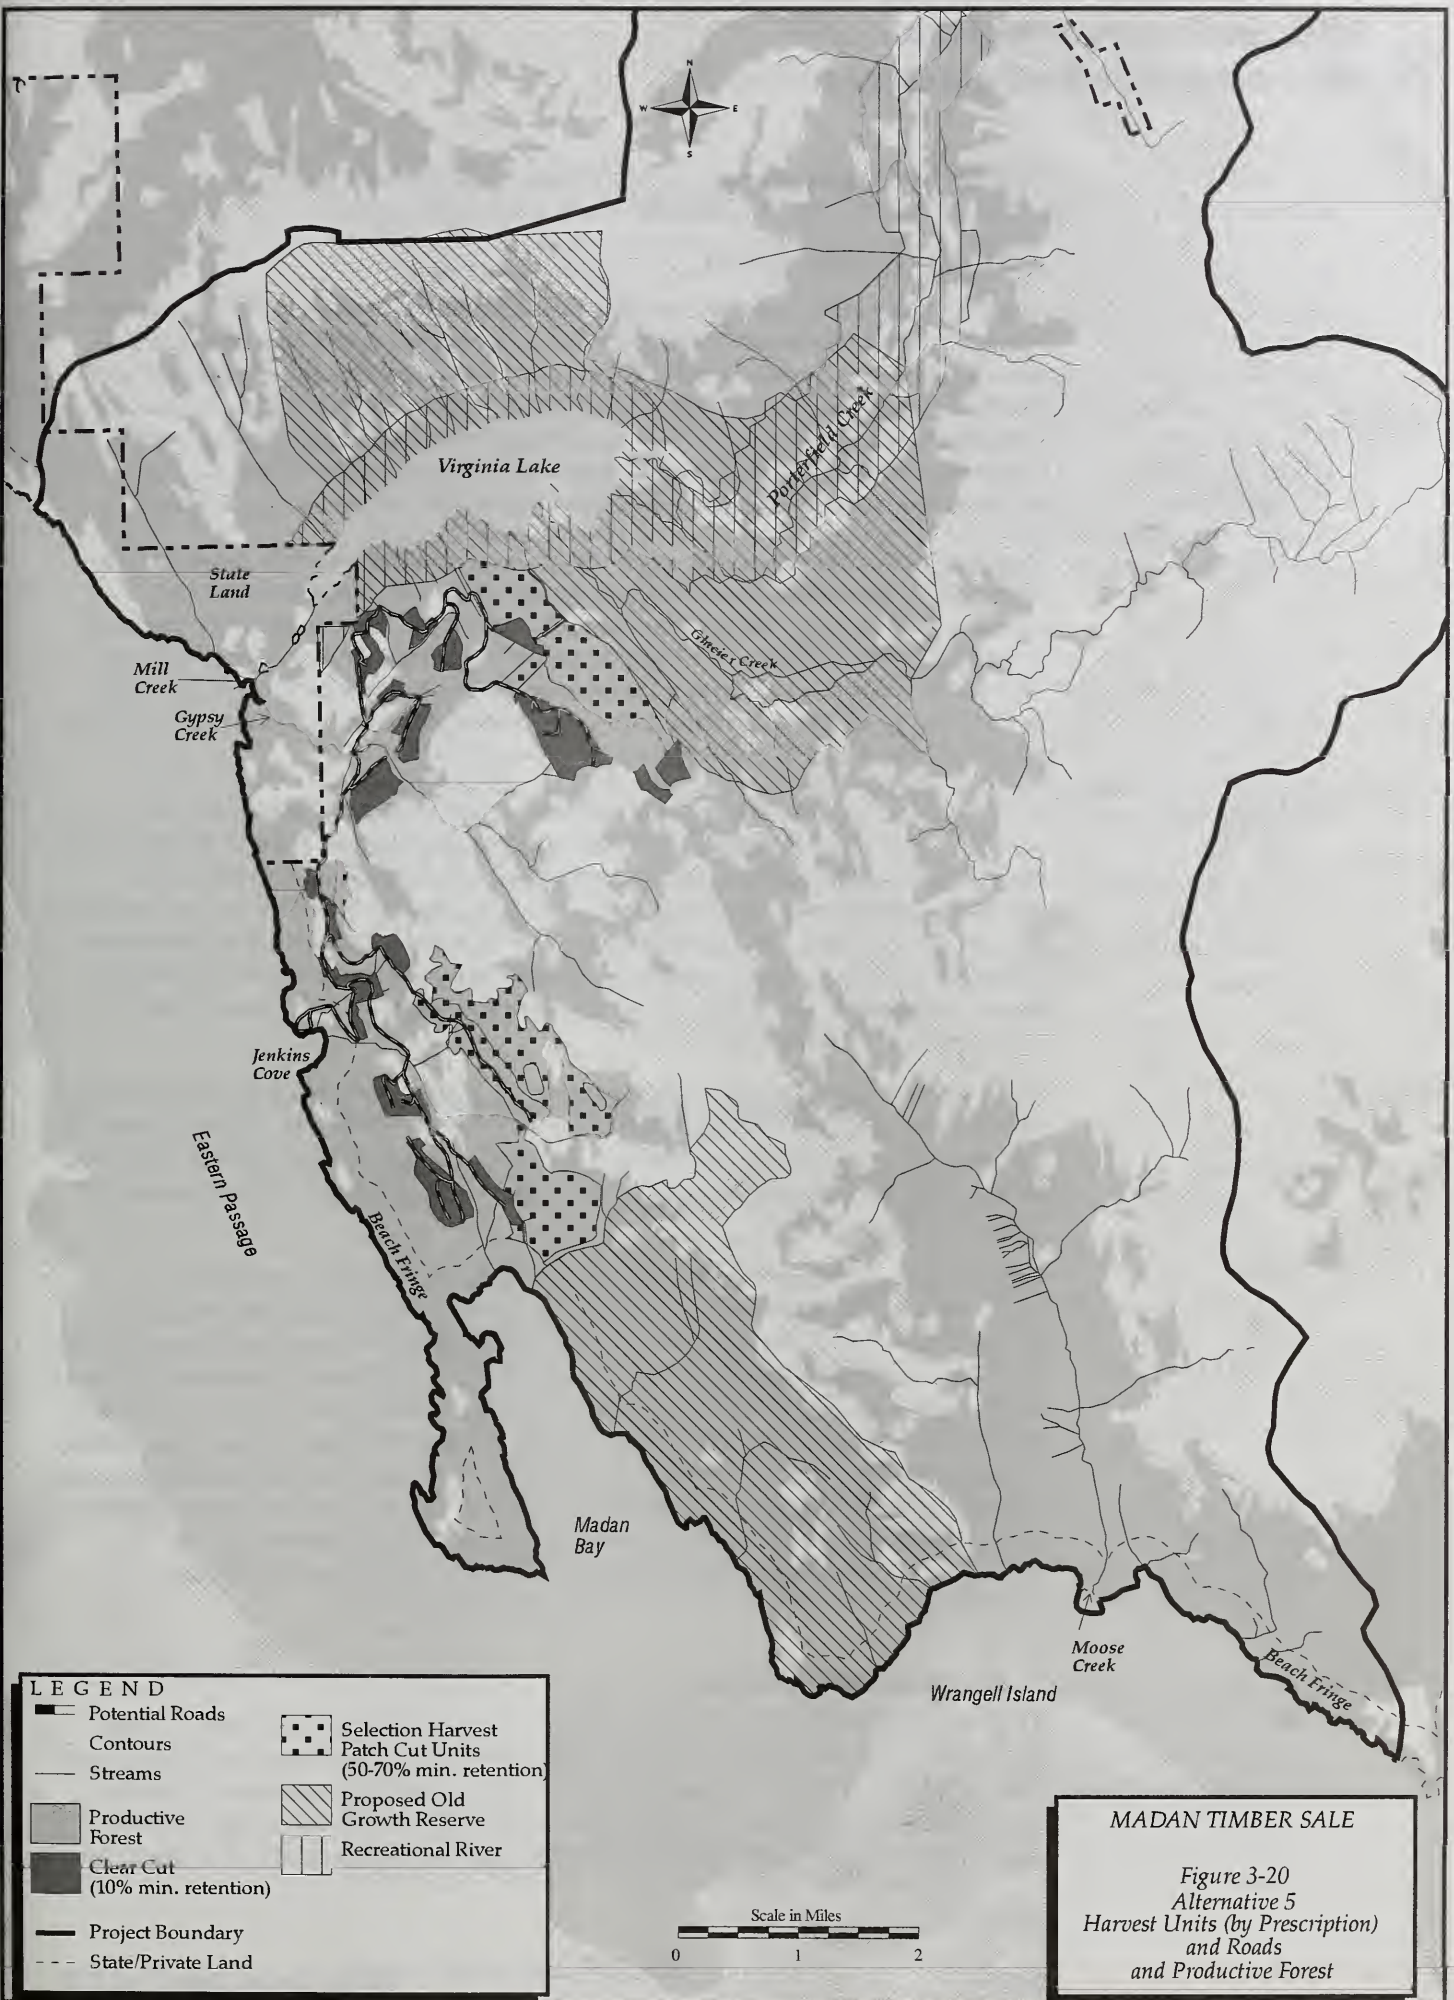 N
W E
S
Virginia Lake
Porterfield Creek
State
Land
Glacier Creek
Mill
Creek
Gypsy
Creek
Jenkins
Cove
Eastern Passage
Beach Fringe
Madan
Bay
Moose
Creek
Wrangell Island
Beach Fringe
LEGEND
Potential Roads
Contours
Streams
Productive
Forest
Clear Cut
(10% min. retention)
Project Boundary
State/Private Land
Selection Harvest
Patch Cut Units
(50-70% min. retention)
Proposed Old
Growth Reserve
Recreational River
Scale in Miles
0 1 2
MADAN TIMBER SALE
Figure 3-20
Alternative 5
Harvest Units (by Prescription)
and Roads
and Productive Forest